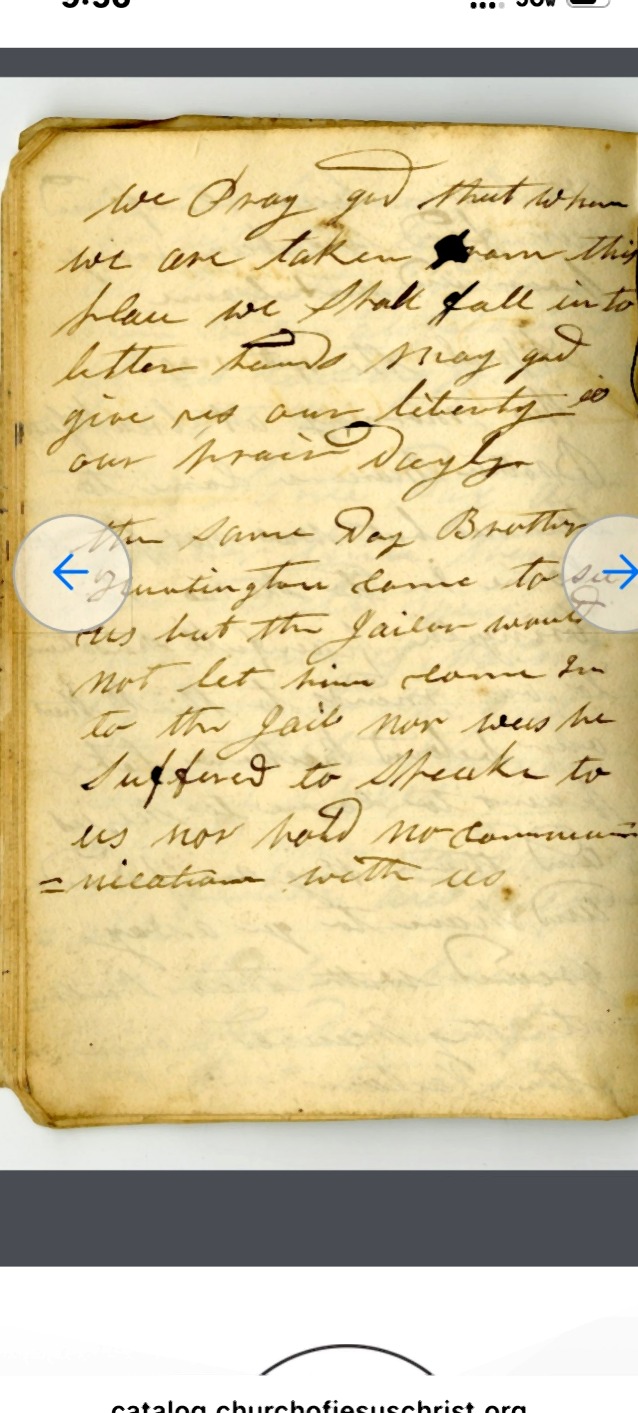 we Pray god that when
we are taken from this
place we Shall fall into
better hands may god
give us our liberty is
our prair Dayly
the same Day Brother
Huntington came to see
us but the Jailor would
not let him come In
to the Jail nor was he
Suffered to Speake to
us nor hold no commun=
=nication with us
catalog.churchofjesuschrist.org